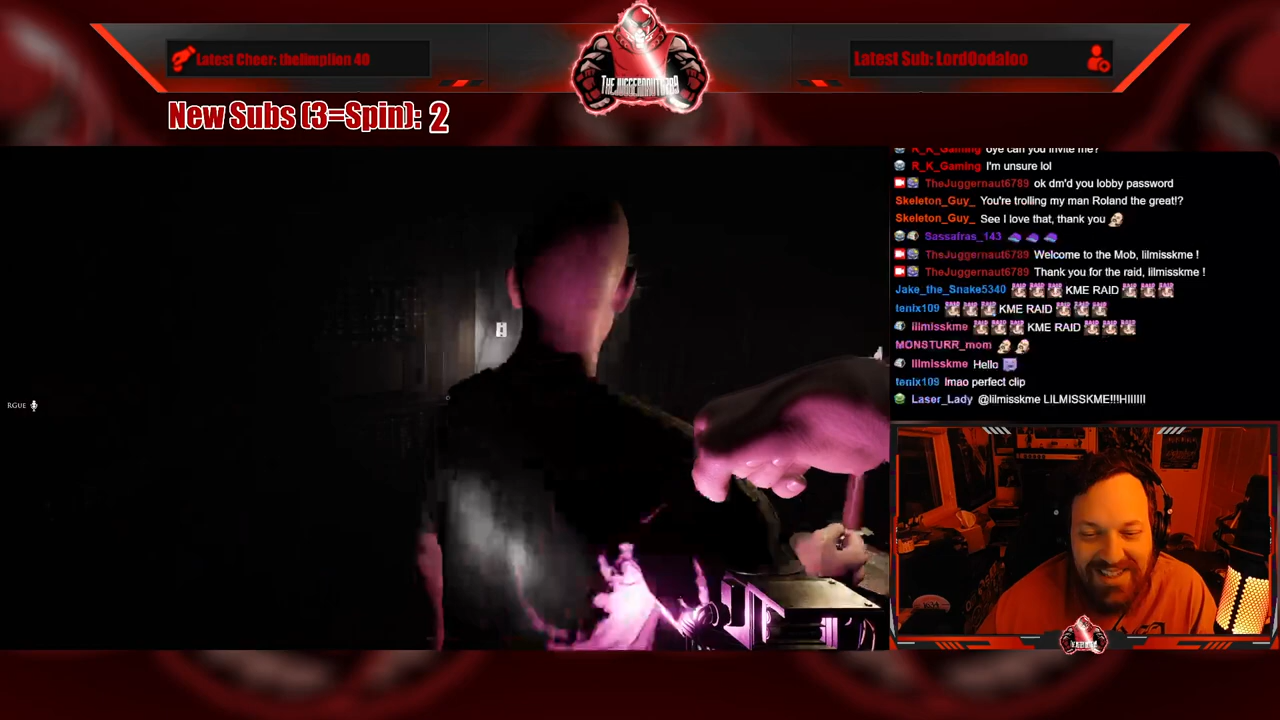 Latest Cheer: thelimplion 40
THEJUGGERNAUT6789
Latest Sub: LordOodaloo
New Subs (3=Spin): 2
RGue
R_K_Gaming Oye can you invite me?
R_K_Gaming I'm unsure lol
TheJuggernaut6789 ok dm'd you lobby password
Skeleton_Guy_ You're trolling my man Roland the great!?
Skeleton_Guy_ See I love that, thank you
Sassafras_143
TheJuggernaut6789 Welcome to the Mob, lilmisskme !
TheJuggernaut6789 Thank you for the raid, lilmisskme !
Jake_the_Snake5340 KME RAID
tenix109 KME RAID
lilmisskme KME RAID
MONSTURR_mom
lilmisskme Hello
tenix109 lmao perfect clip
Laser_Lady @lilmisskme LILMISSKME!!!HIIIIII